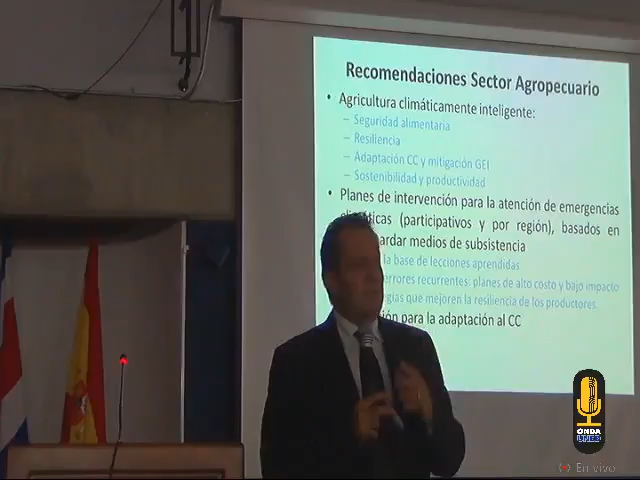 Recomendaciones Sector Agropecuario
• Agricultura climáticamente inteligente:
– Seguridad alimentaria
– Resiliencia
– Adaptación CC y mitigación GEI
– Sostenibilidad y productividad
• Planes de intervención para la atención de emergencias
(participativos y por región), basados en
medios de subsistencia
la base de lecciones aprendidas
errores recurrentes: planes de alto costo y bajo impacto
que mejoren la resiliencia de los productores.
para la adaptación al CC
ONDA
UNED
En vivo